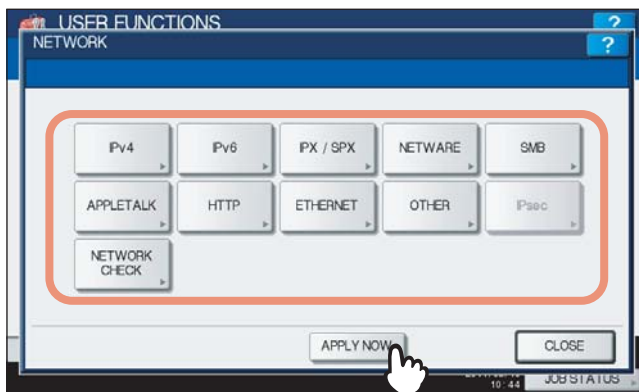 USER FUNCTIONS
?
NETWORK
?
IPv4
IPv6
IPX / SPX
NETWARE
SMB
APPLETALK
HTTP
ETHERNET
OTHER
IPsec
NETWORK
CHECK
APPLY NOW
CLOSE
10:44
JOB STATUS